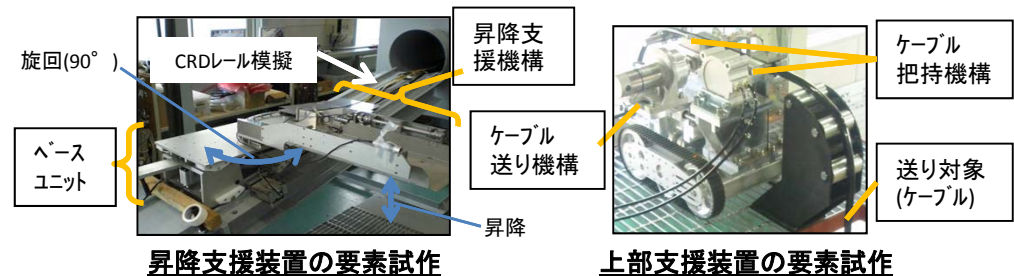 旋回(90°)
CRDレール模擬
昇降支
援機構
ベース
ユニット
ケーブル
送り機構
昇降
昇降支援装置の要素試作
ケーブル
把持機構
送り対象
(ケーブル)
上部支援装置の要素試作